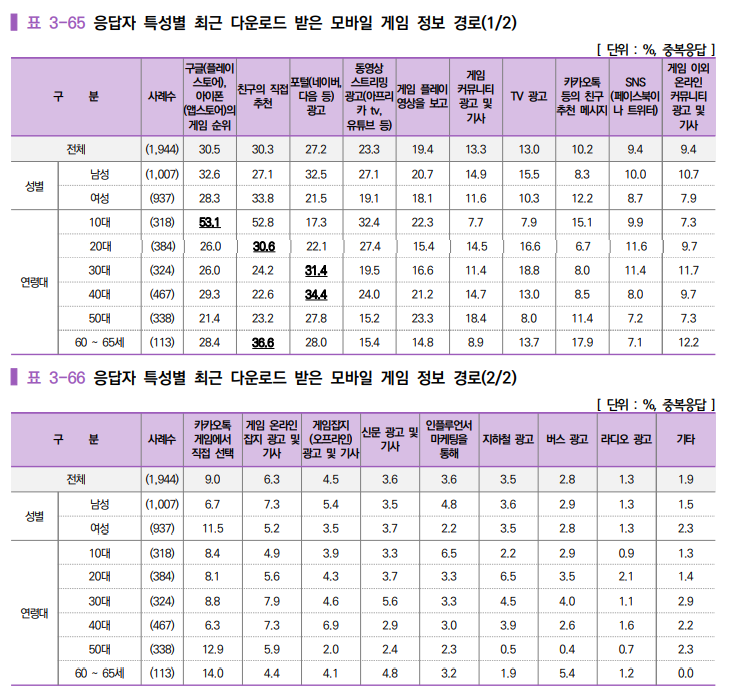 표 3-65 응답자 특성별 최근 다운로드 받은 모바일 게임 정보 경로(1/2)
[ 단위 : %, 중복응답 ]
구 분 사례수 구글(플레이스토어), 아이폰(앱스토어)의 게임 순위 친구의 직접 추천 포털(네이버, 다음 등) 광고 동영상 스트리밍 광고(아프리카 tv, 유튜브 등) 게임 플레이 영상을 보고 게임 커뮤니티 광고 및 기사 TV 광고 카카오톡 등의 친구 추천 메시지 SNS (페이스북이나 트위터) 게임 이외 온라인 커뮤니티 광고 및 기사
전체 (1,944) 30.5 30.3 27.2 23.3 19.4 13.3 13.0 10.2 9.4 9.4
성별 남성 (1,007) 32.6 27.1 32.5 27.1 20.7 14.9 15.5 8.3 10.0 10.7
여성 (937) 28.3 33.8 21.5 19.1 18.1 11.6 10.3 12.2 8.7 7.9
연령대 10대 (318) 53.1 52.8 17.3 32.4 22.3 7.7 7.9 15.1 9.9 7.3
20대 (384) 26.0 30.6 22.1 27.4 15.4 14.5 16.6 6.7 11.6 9.7
30대 (324) 26.0 24.2 31.4 19.5 16.6 11.4 18.8 8.0 11.4 11.7
40대 (467) 29.3 22.6 34.4 24.0 21.2 14.7 13.0 8.5 8.0 9.7
50대 (338) 21.4 23.2 27.8 15.2 23.3 18.4 8.0 11.4 7.2 7.3
60 ~ 65세 (113) 28.4 36.6 28.0 15.4 14.8 8.9 13.7 17.9 7.1 12.2
표 3-66 응답자 특성별 최근 다운로드 받은 모바일 게임 정보 경로(2/2)
[ 단위 : %, 중복응답 ]
구 분 사례수 카카오톡 게임에서 직접 선택 게임 온라인 잡지 광고 및 기사 게임잡지 (오프라인) 광고 및 기사 신문 광고 및 기사 인플루언서 마케팅을 통해 지하철 광고 버스 광고 라디오 광고 기타
전체 (1,944) 9.0 6.3 4.5 3.6 3.6 3.5 2.8 1.3 1.9
성별 남성 (1,007) 6.7 7.3 5.4 3.5 4.8 3.6 2.9 1.3 1.5
여성 (937) 11.5 5.2 3.5 3.7 2.2 3.5 2.8 1.3 2.3
연령대 10대 (318) 8.4 4.9 3.9 3.3 6.5 2.2 2.9 0.9 1.3
20대 (384) 8.1 5.6 4.3 3.7 3.3 6.5 3.5 2.1 1.4
30대 (324) 8.8 7.9 4.6 5.6 3.3 4.5 4.0 1.1 2.9
40대 (467) 6.3 7.3 6.9 2.9 3.0 3.9 2.6 1.6 2.2
50대 (338) 12.9 5.9 2.0 2.4 2.3 0.5 0.4 0.7 2.3
60 ~ 65세 (113) 14.0 4.4 4.1 4.8 3.2 1.9 5.4 1.2 0.0